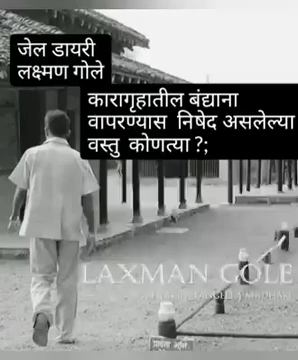 जेल डायरी
लक्ष्मण गोले
कारागृहातील बंद्याना
वापरण्यास निषेद असलेल्या
वस्तु कोणत्या ?;
LAXMAN GOLE